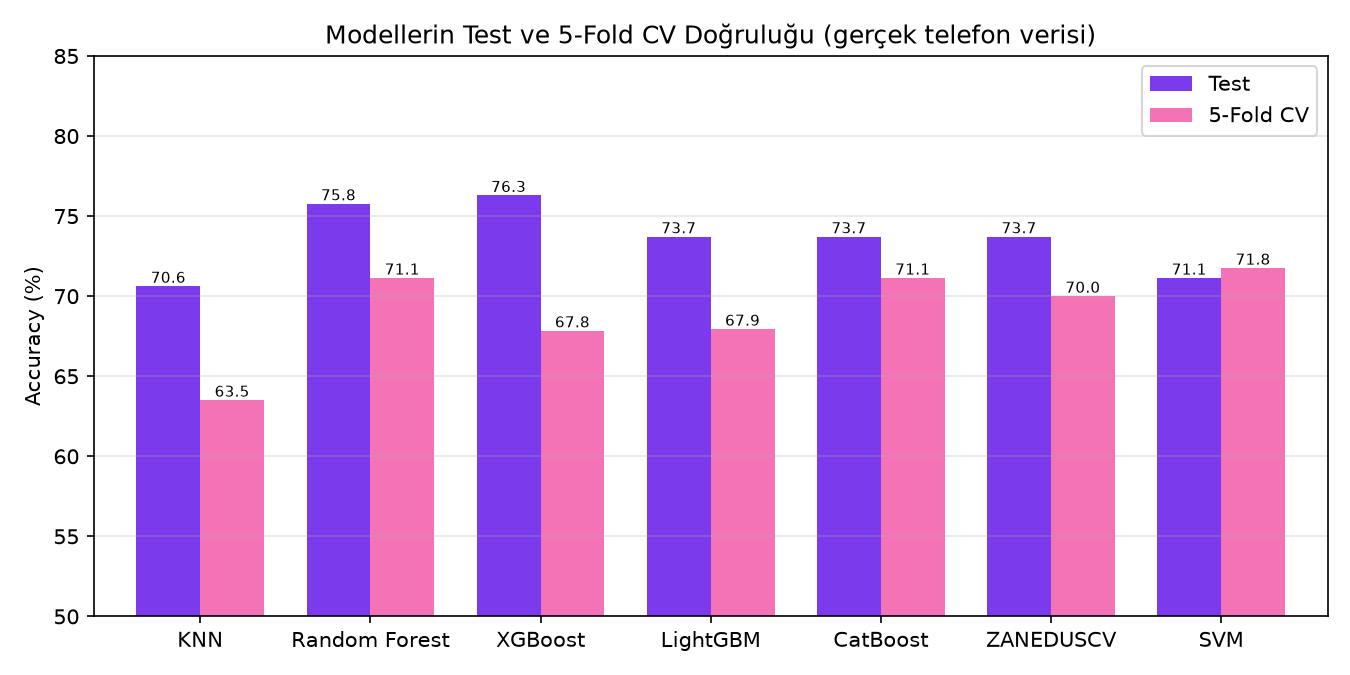 Modellerin Test ve 5-Fold CV Doğruluğu (gerçek telefon verisi)
Test
5-Fold CV
Accuracy (%)
85
80
75
70
65
60
55
50
70.6
63.5
75.8
71.1
76.3
67.8
73.7
67.9
73.7
71.1
73.7
70.0
71.1
71.8
KNN
Random Forest
XGBoost
LightGBM
CatBoost
ZANEDUSCV
SVM